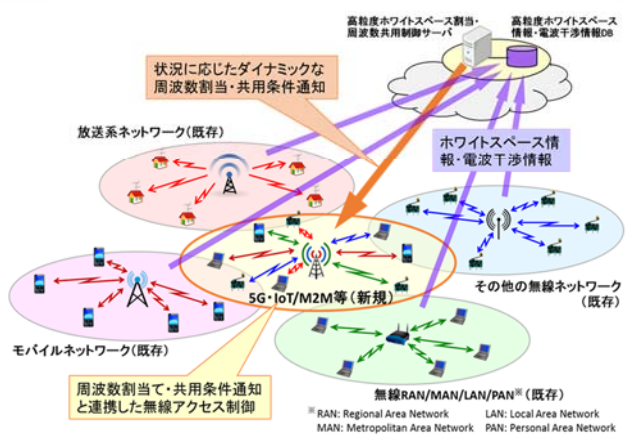 高粒度ホワイトスペース割当・
周波数共用制御サーバ
高粒度ホワイトスペース
情報・電波干渉情報DB
状況に応じたダイナミックな
周波数割当・共用条件通知
放送系ネットワーク(既存)
ホワイトスペース情
報・電波干渉情報
5G・IoT/M2M等(新規)
その他の無線ネットワーク
(既存)
モバイルネットワーク(既存)
周波数割当て・共用条件通知
と連携した無線アクセス制御
無線RAN/MAN/LAN/PAN※(既存)
※ RAN: Regional Area Network LAN: Local Area Network
MAN: Metropolitan Area Network PAN: Personal Area Network